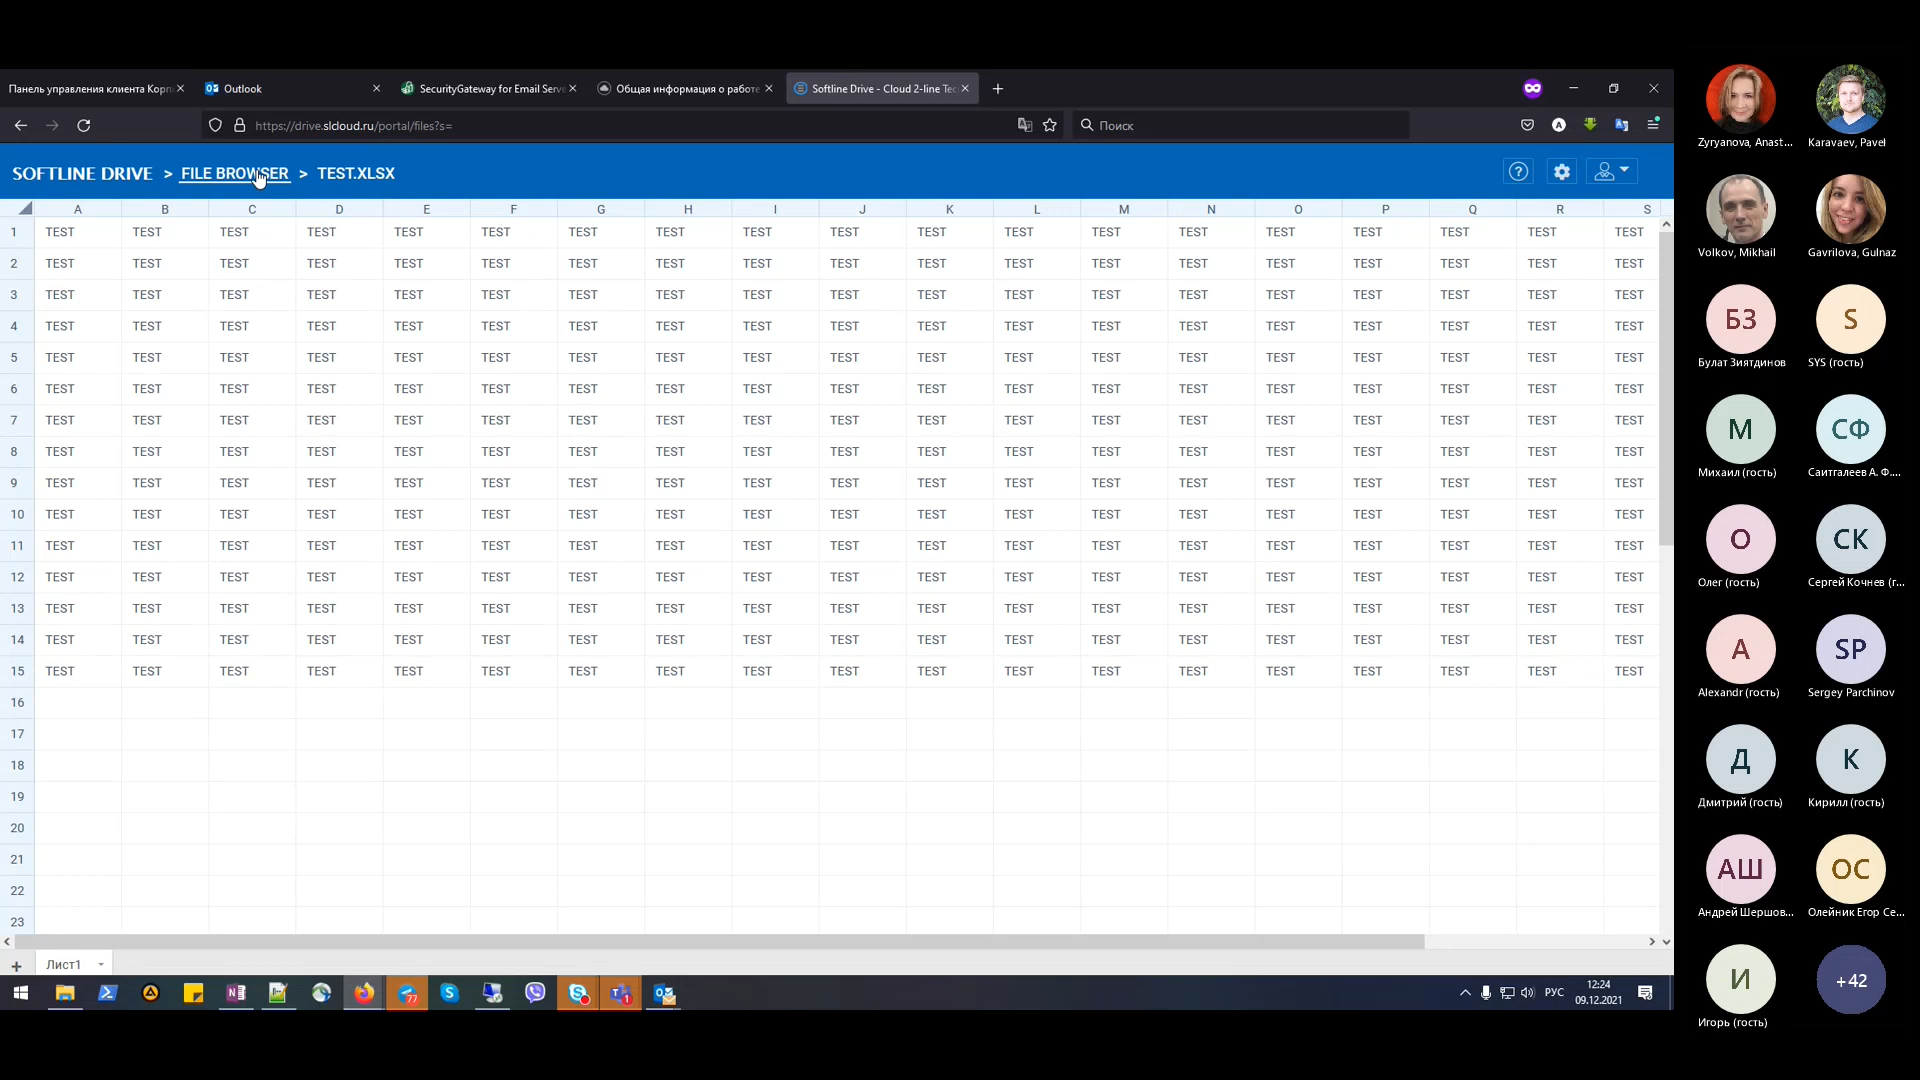 Панель управления клиента Корп
Outlook
SecurityGateway for Email Serve
Общая информация о работе
Softline Drive - Cloud 2-line Tec
https://drive.slcloud.ru/portal/files?s=
Поиск
SOFTLINE DRIVE > FILE BROWSER > TEST.XLSX
A B C D E F G H I J K L M N O P Q R S
1 TEST TEST TEST TEST TEST TEST TEST TEST TEST TEST TEST TEST TEST TEST TEST TEST TEST TEST TEST
2 TEST TEST TEST TEST TEST TEST TEST TEST TEST TEST TEST TEST TEST TEST TEST TEST TEST TEST TEST
3 TEST TEST TEST TEST TEST TEST TEST TEST TEST TEST TEST TEST TEST TEST TEST TEST TEST TEST TEST
4 TEST TEST TEST TEST TEST TEST TEST TEST TEST TEST TEST TEST TEST TEST TEST TEST TEST TEST TEST
5 TEST TEST TEST TEST TEST TEST TEST TEST TEST TEST TEST TEST TEST TEST TEST TEST TEST TEST TEST
6 TEST TEST TEST TEST TEST TEST TEST TEST TEST TEST TEST TEST TEST TEST TEST TEST TEST TEST TEST
7 TEST TEST TEST TEST TEST TEST TEST TEST TEST TEST TEST TEST TEST TEST TEST TEST TEST TEST TEST
8 TEST TEST TEST TEST TEST TEST TEST TEST TEST TEST TEST TEST TEST TEST TEST TEST TEST TEST TEST
9 TEST TEST TEST TEST TEST TEST TEST TEST TEST TEST TEST TEST TEST TEST TEST TEST TEST TEST TEST
10 TEST TEST TEST TEST TEST TEST TEST TEST TEST TEST TEST TEST TEST TEST TEST TEST TEST TEST TEST
11 TEST TEST TEST TEST TEST TEST TEST TEST TEST TEST TEST TEST TEST TEST TEST TEST TEST TEST TEST
12 TEST TEST TEST TEST TEST TEST TEST TEST TEST TEST TEST TEST TEST TEST TEST TEST TEST TEST TEST
13 TEST TEST TEST TEST TEST TEST TEST TEST TEST TEST TEST TEST TEST TEST TEST TEST TEST TEST TEST
14 TEST TEST TEST TEST TEST TEST TEST TEST TEST TEST TEST TEST TEST TEST TEST TEST TEST TEST TEST
15 TEST TEST TEST TEST TEST TEST TEST TEST TEST TEST TEST TEST TEST TEST TEST TEST TEST TEST TEST
16
17
18
19
20
21
22
23
Лист1
77
1
РУС
12:24
09.12.2021
Zyryanova, Anast...
Karavaev, Pavel
Volkov, Mikhail
Gavrilova, Gulnaz
БЗ
S
Булат Зиятдинов
SYS (гость)
М
СФ
Михаил (гость)
Саитгалеев А. Ф....
О
СК
Олег (гость)
Сергей Кочнев (г...
A
SP
Alexandr (гость)
Sergey Parchinov
Д
К
Дмитрий (гость)
Кирилл (гость)
АШ
ОС
Андрей Шершов...
Олейник Егор Се...
И
+42
Игорь (гость)